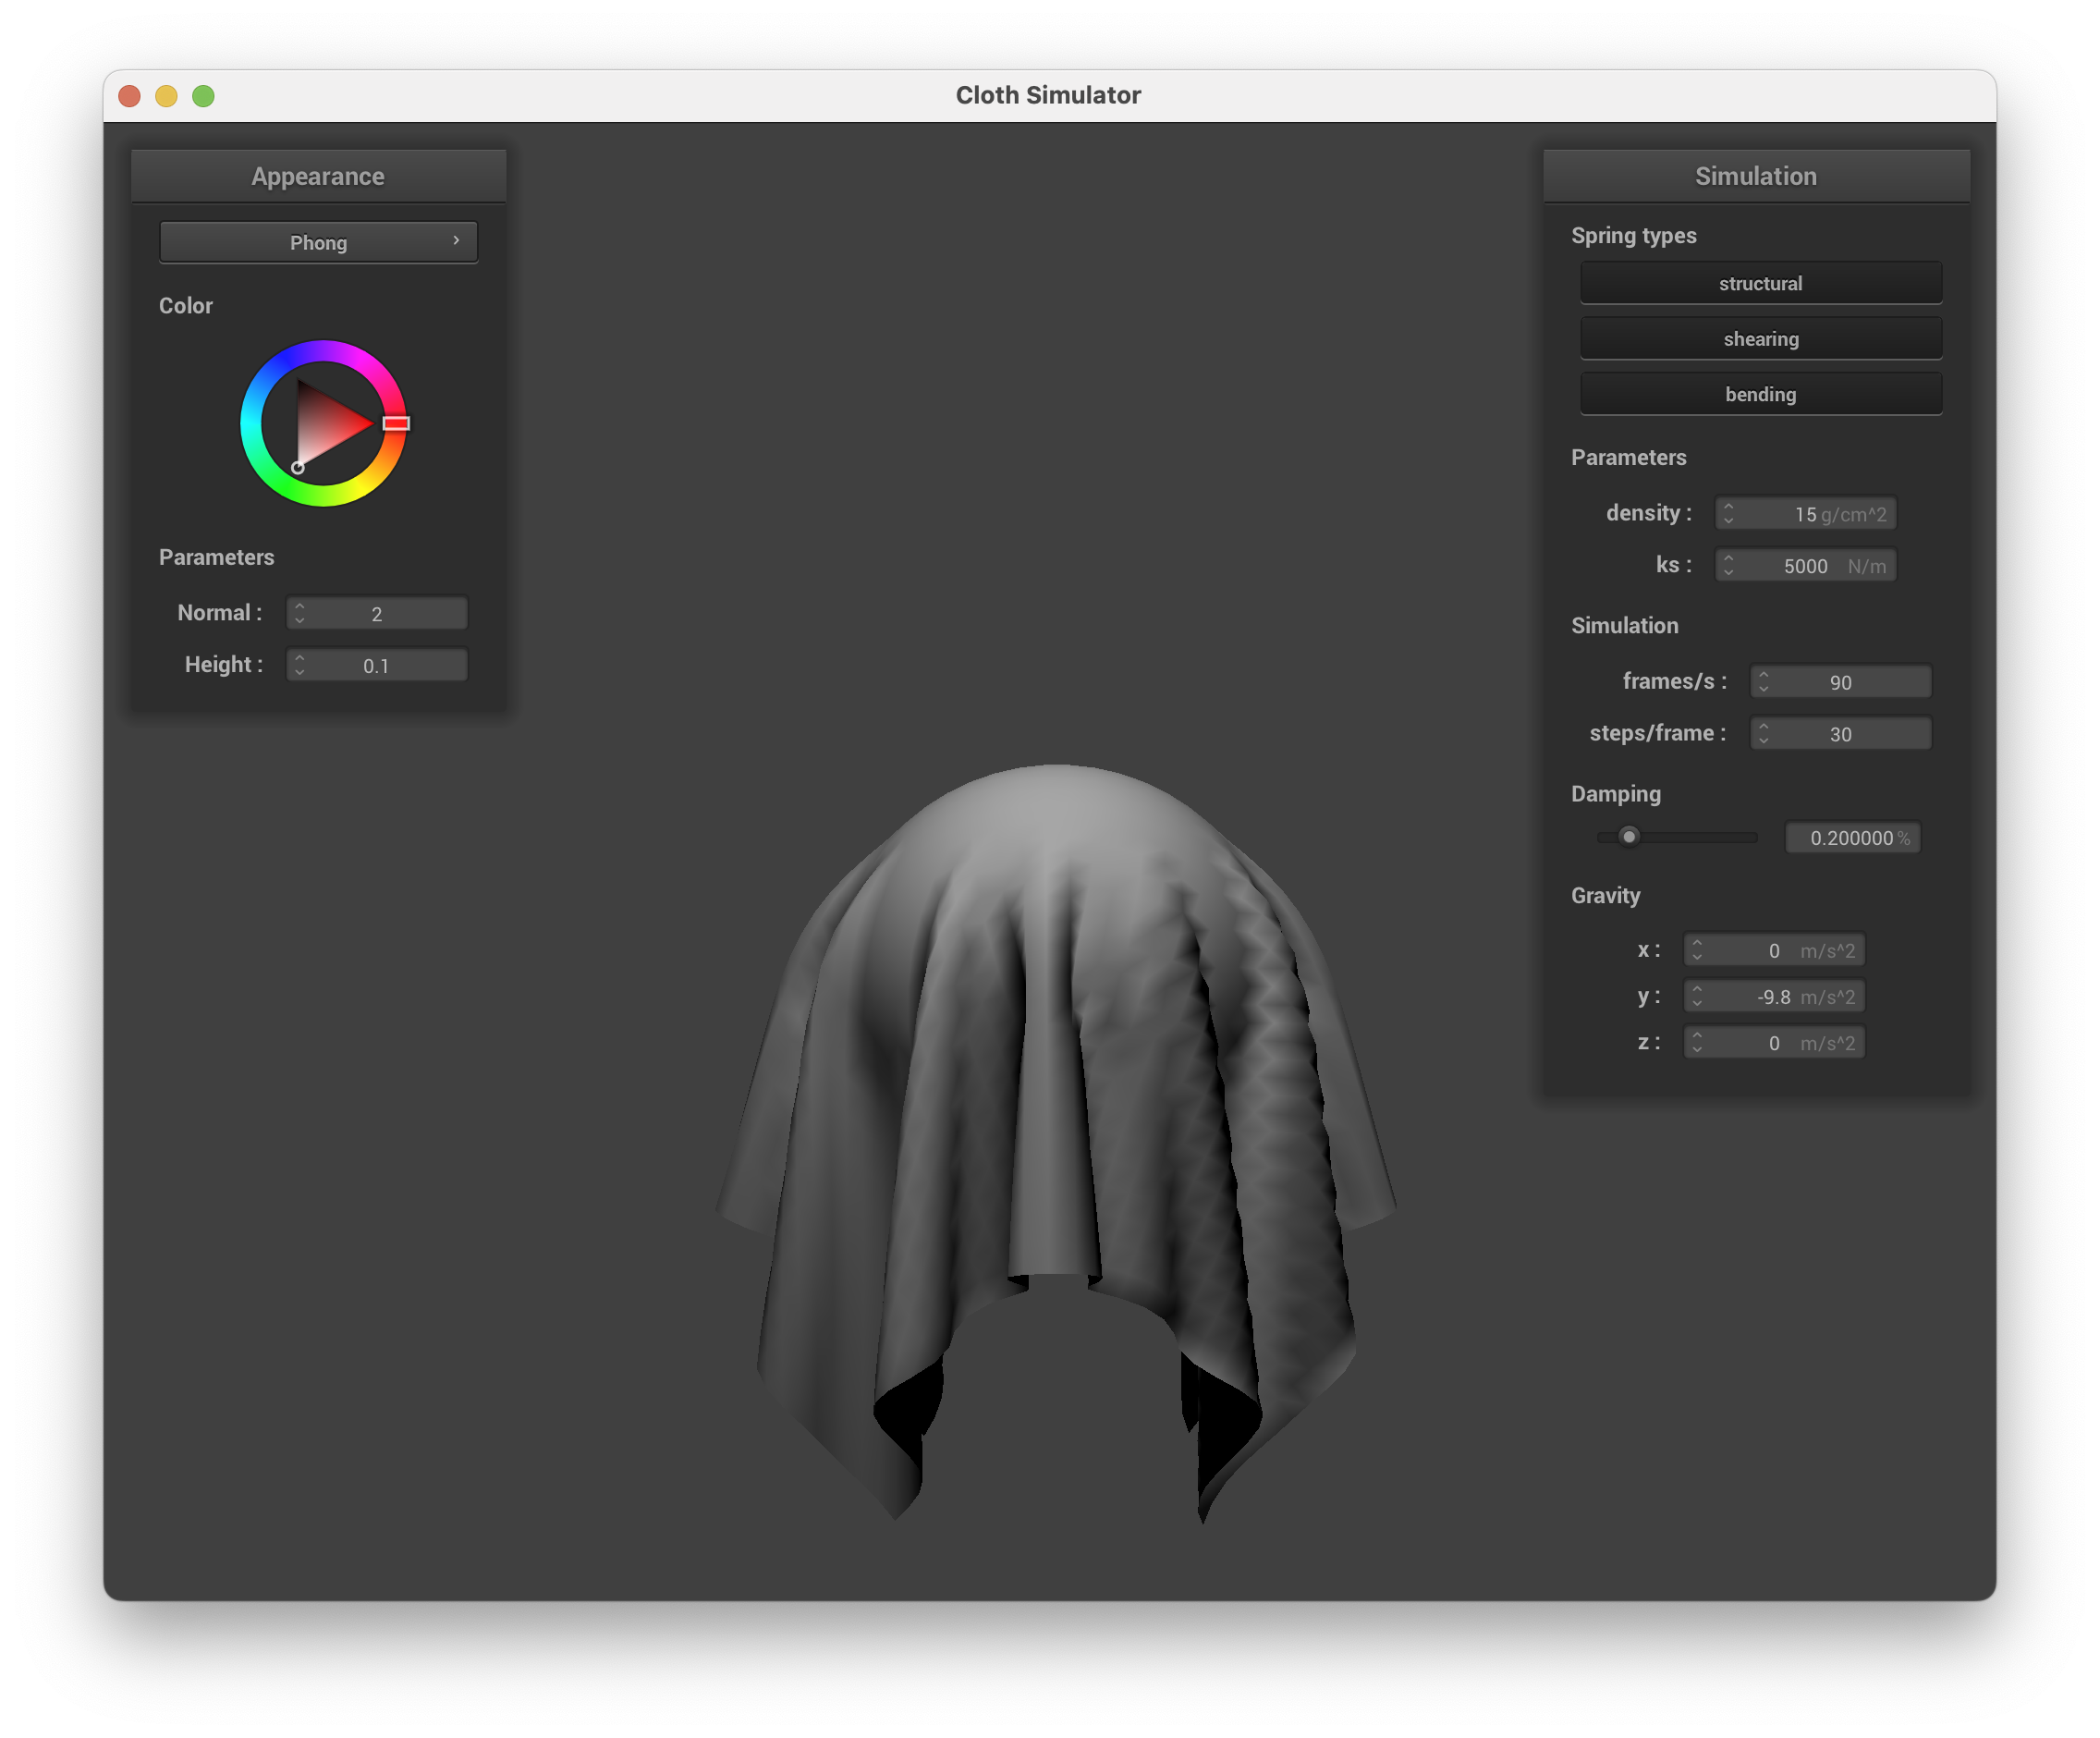 Cloth Simulator
Appearance
Phong
Color
Parameters
Normal : 2
Height : 0.1
Simulation
Spring types
structural
shearing
bending
Parameters
density : 15 g/cm^2
ks : 5000 N/m
Simulation
frames/s : 90
steps/frame : 30
Damping
0.200000 %
Gravity
x : 0 m/s^2
y : -9.8 m/s^2
z : 0 m/s^2